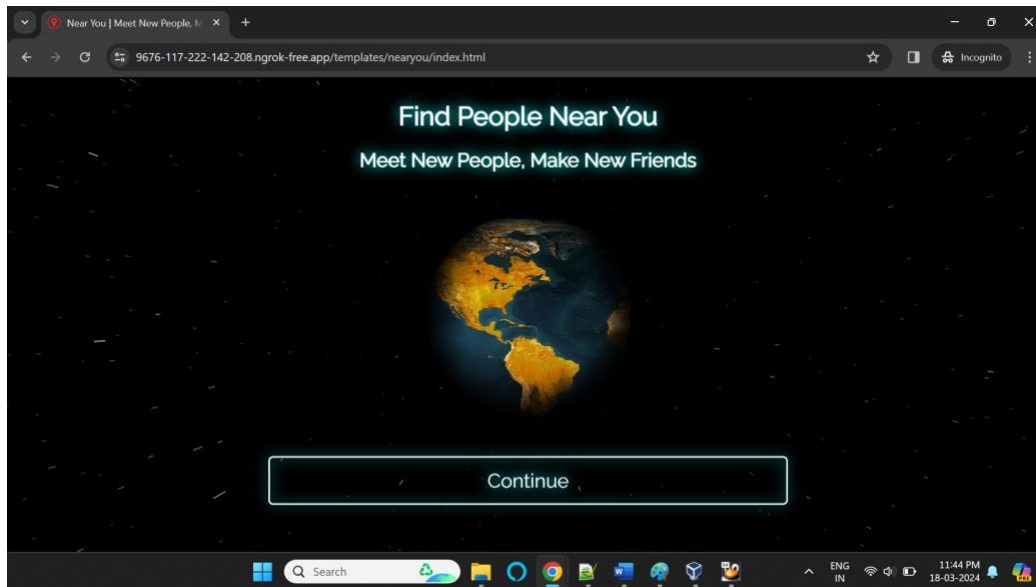 Near You | Meet New People, M
9676-117-222-142-208.ngrok-free.app/templates/nearyou/index.html
Incognito
Find People Near You
Meet New People, Make New Friends
Continue
Search
ENG
IN
11:44 PM
18-03-2024